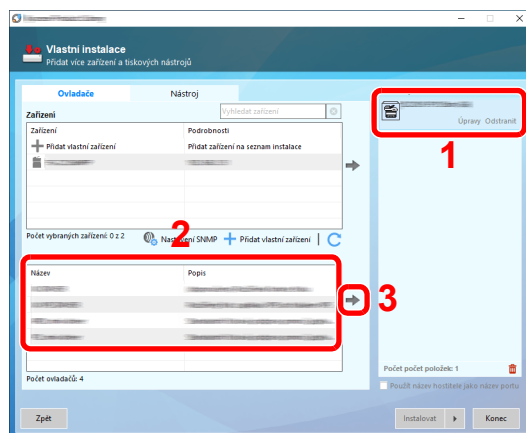 Vlastní instalace
Přidat více zařízení a tiskových nástrojů
Ovladače
Nástroj
Zařízení
Vyhledat zařízení
Zařízení
Podrobnosti
Přidat vlastní zařízení
Přidat zařízení na seznam instalace
Počet vybraných zařízení: 0 z 2
Nastavení SNMP
Přidat vlastní zařízení
2
Název
Popis
3
Počet ovladačů: 4
Úpravy Odstranit
1
Počet počet položek: 1
Použít název hostitele jako název portu
Zpět
Instalovat
Konec